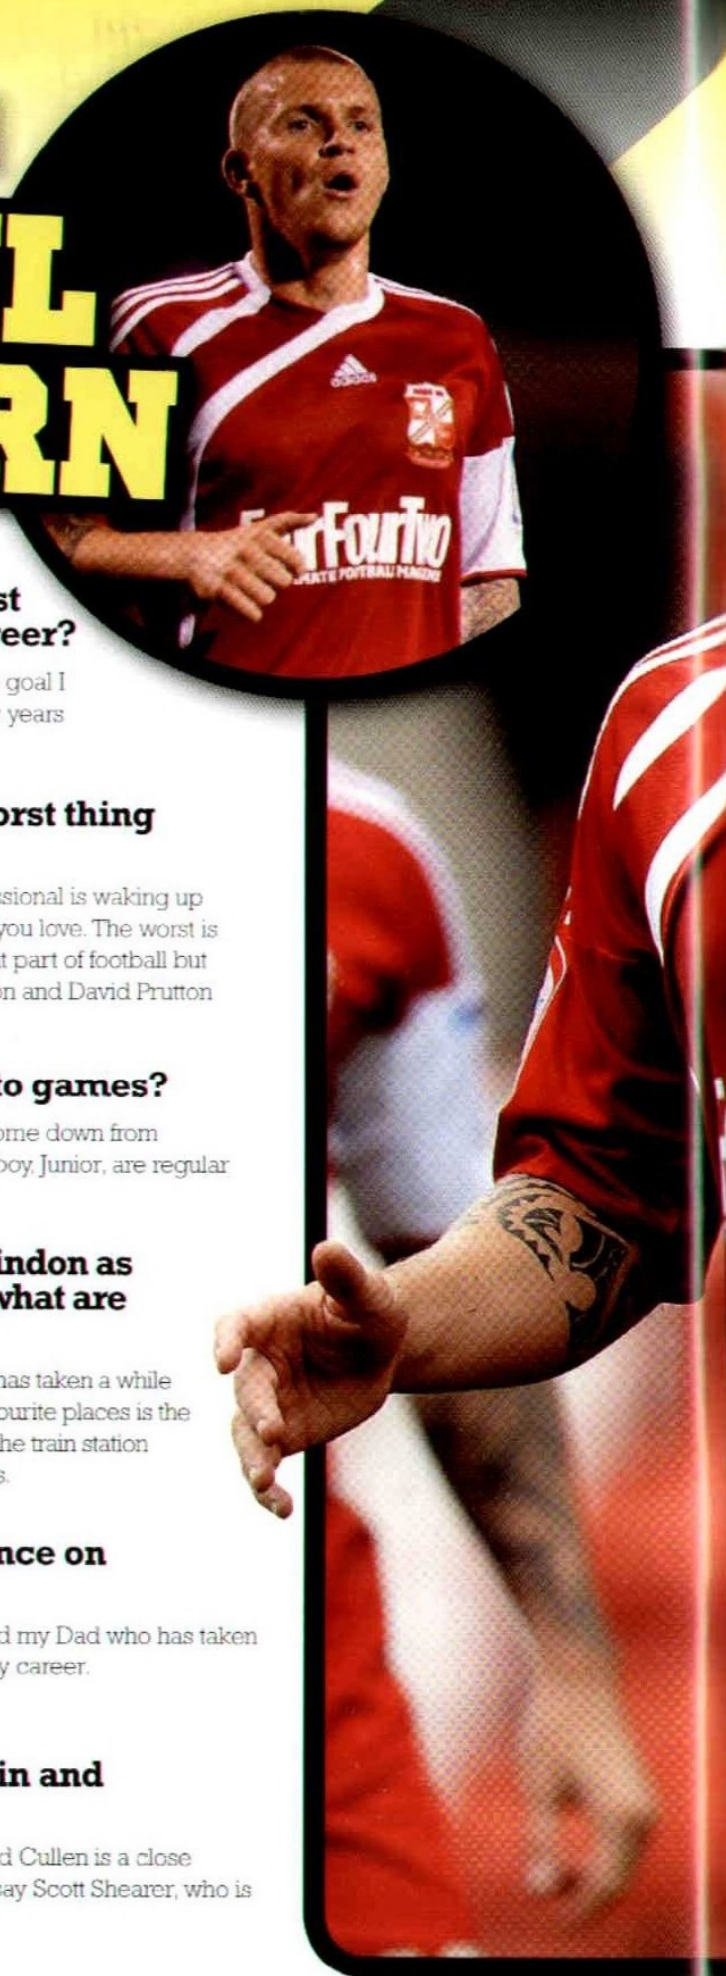 L
RN
adidas
FourFourTwo
st
eer?
goal I
years
orst thing
ssional is waking up
you love. The worst is
t part of football but
on and David Prutton
to games?
ome down from
boy, Junior, are regular
indon as
what are
has taken a while
ourite places is the
he train station
s.
nce on
d my Dad who has taken
y career.
in and
d Cullen is a close
say Scott Shearer, who is